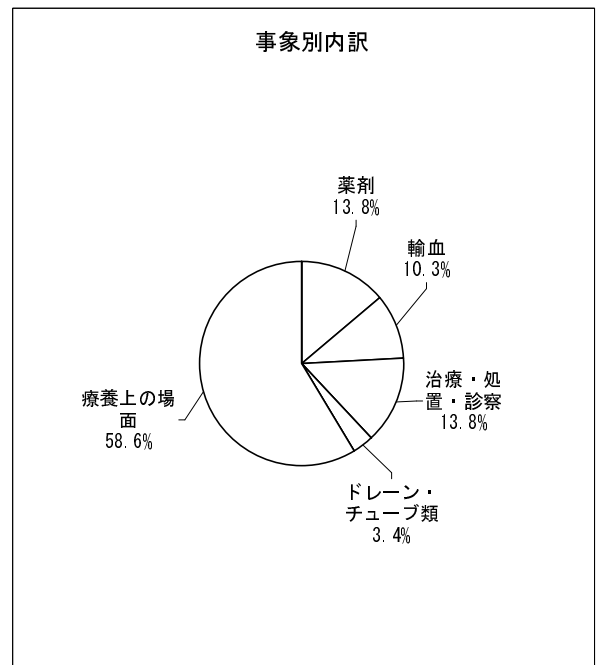 事象別内訳
薬剤
13.8%
輸血
10.3%
治療・処
置・診察
13.8%
ドレーン・
チューブ類
3.4%
療養上の場
面
58.6%